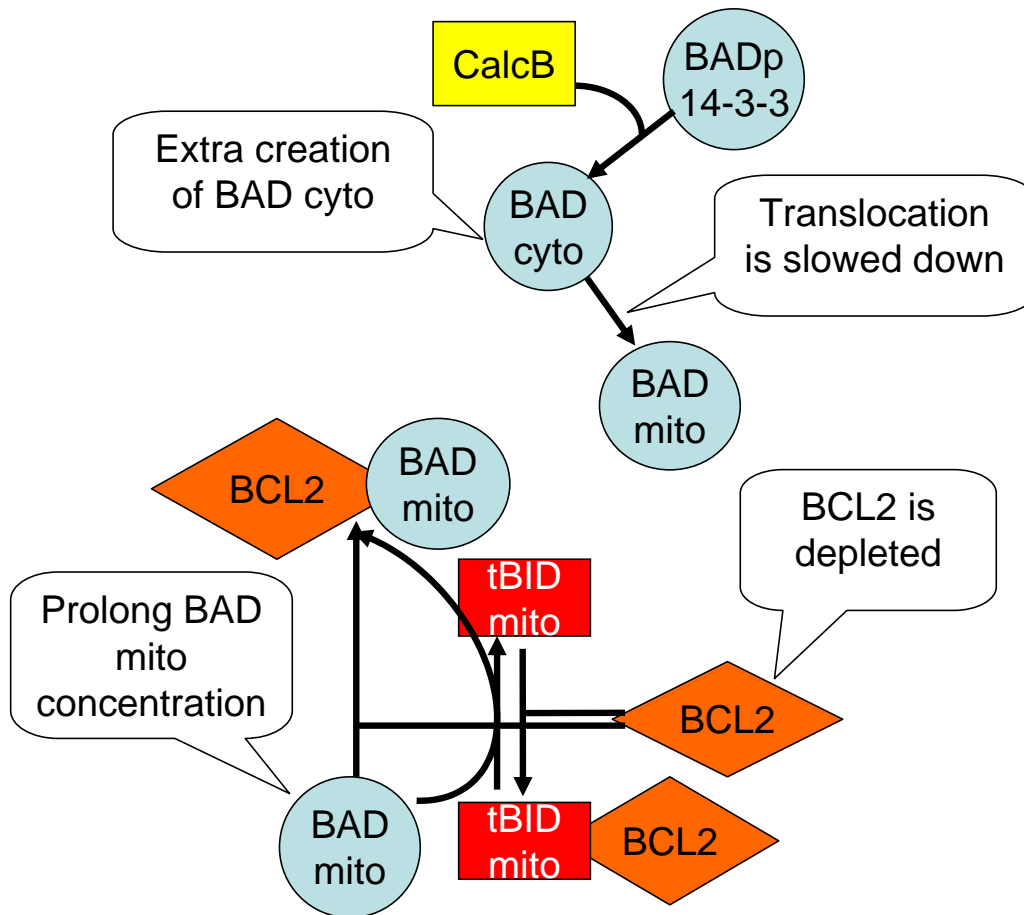 CalcB
BADp
14-3-3
Extra creation
of BAD cyto
BAD
cyto
Translocation
is slowed down
BAD
mito
BCL2
BAD
mito
BCL2 is
depleted
tBID
mito
Prolong BAD
mito
concentration
BCL2
BAD
mito
tBID
mito
BCL2